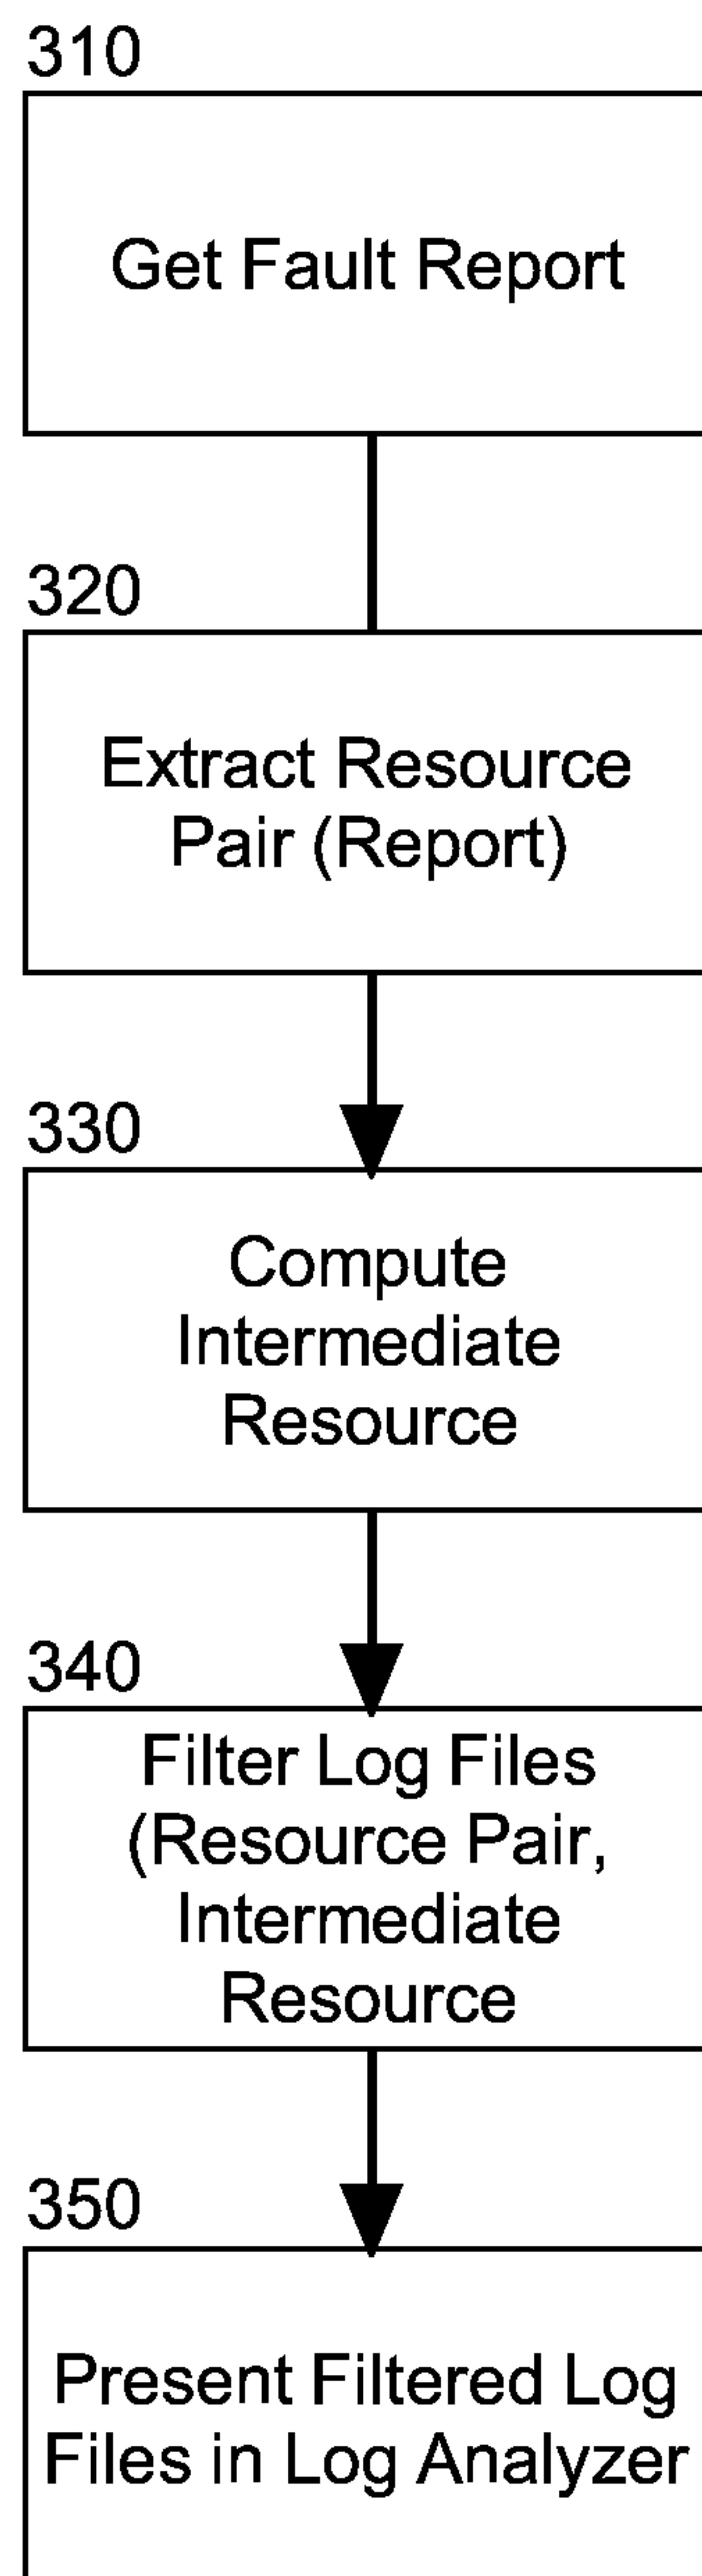 310
Get Fault Report
320
Extract Resource
Pair (Report)
330
Compute
Intermediate
Resource
340
Filter Log Files
(Resource Pair,
Intermediate
Resource
350
Present Filtered Log
Files in Log Analyzer